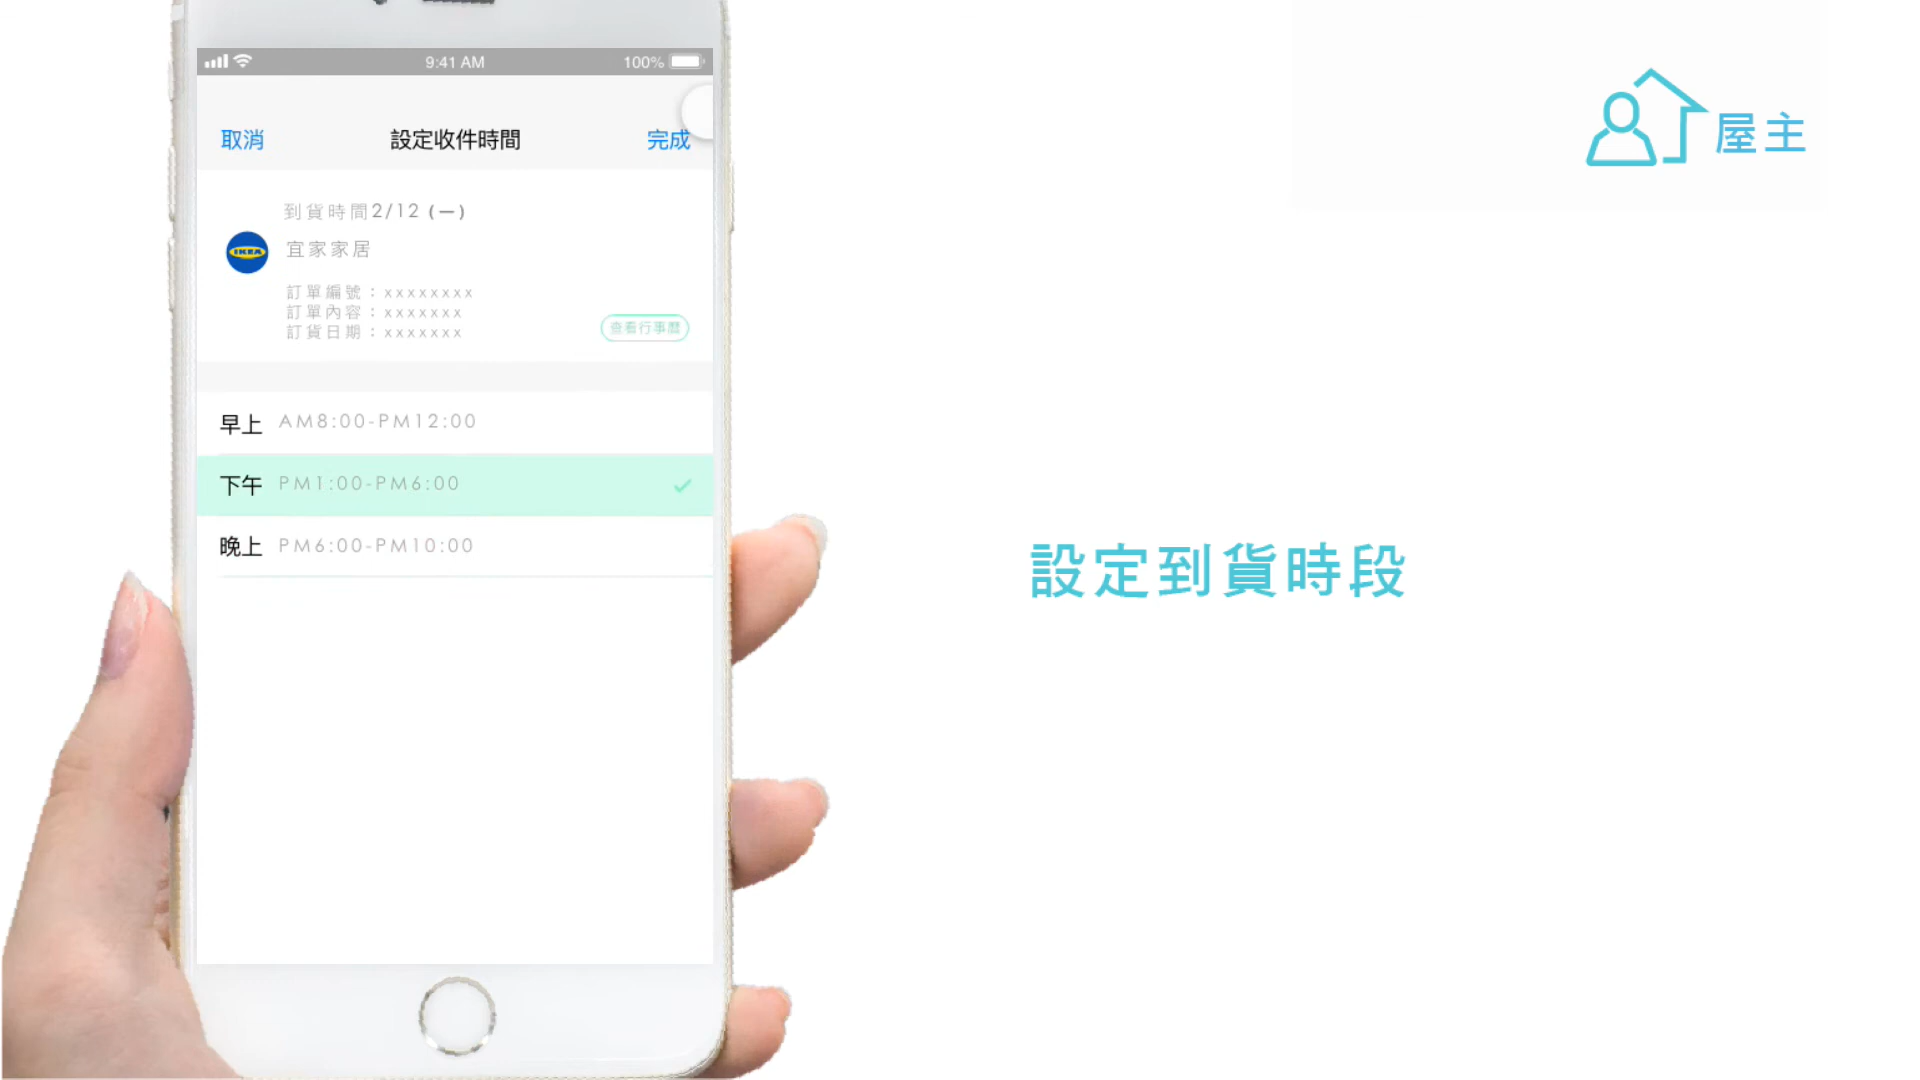 9:41 AM 100%
取消 設定收件時間 完成
到貨時間2/12 (一)
IKEA
宜家家居
訂單編號：xxxxxxxx
訂單內容：xxxxxxx
訂貨日期：xxxxxxx
查看行事曆
早上 AM8:00-PM12:00
下午 PM1:00-PM6:00
晚上 PM6:00-PM10:00
屋主
設定到貨時段